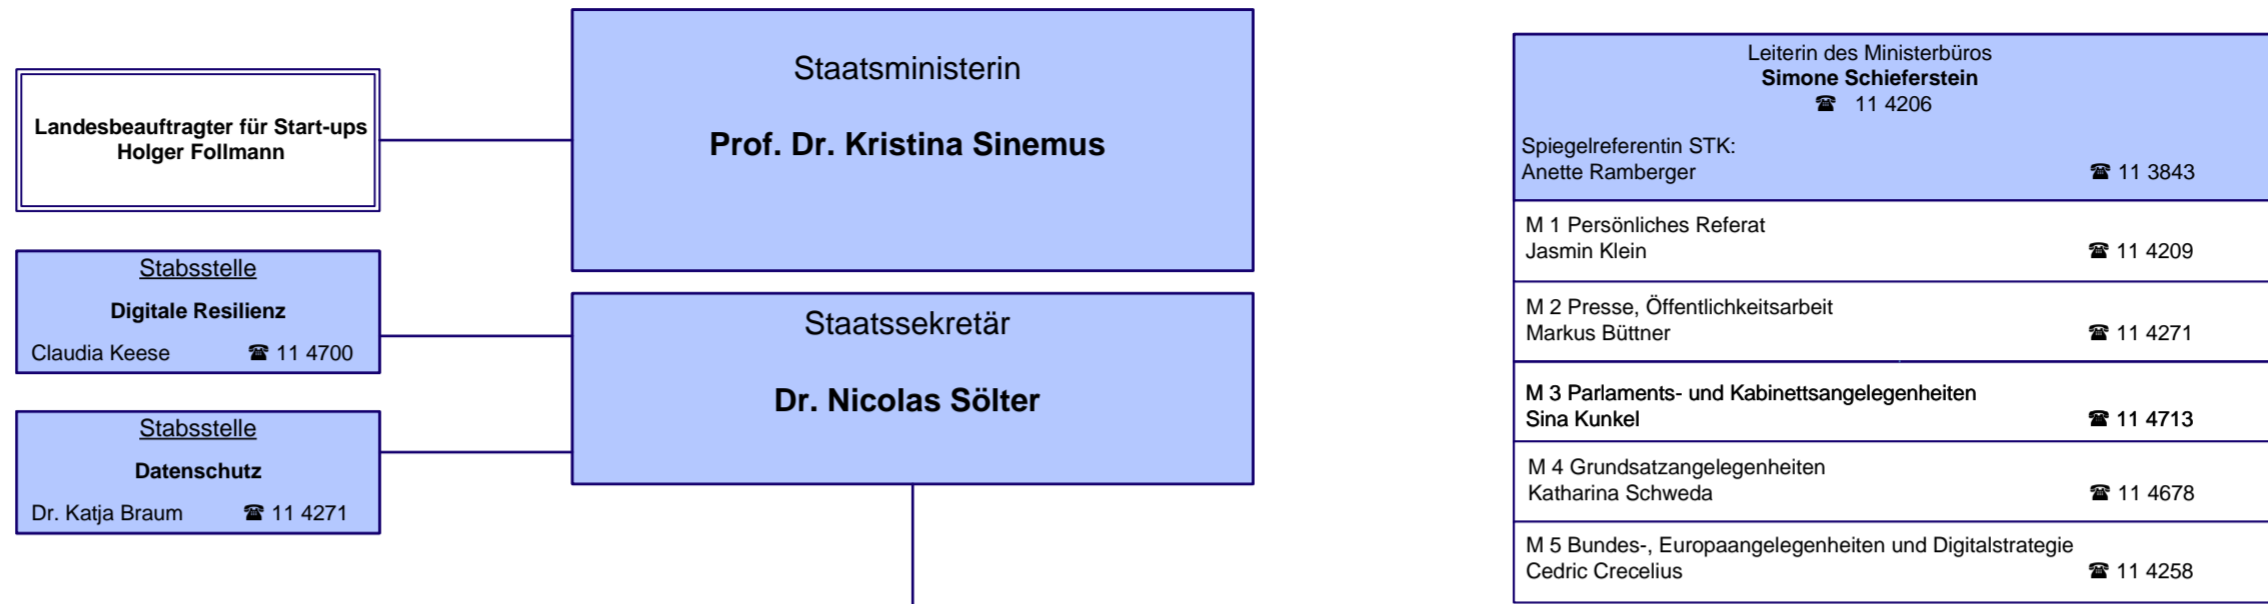 Landesbeauftragter für Start-ups
Holger Follmann
Staatsministerin
Prof. Dr. Kristina Sinemus
Stabsstelle
Digitale Resilienz
Claudia Keese ☎ 11 4700
Stabsstelle
Datenschutz
Dr. Katja Braum ☎ 11 4271
Staatssekretär
Dr. Nicolas Sölter
Leiterin des Ministerbüros
Simone Schieferstein
☎ 11 4206
Spiegelreferentin STK:
Anette Ramberger ☎ 11 3843
M 1 Persönliches Referat
Jasmin Klein ☎ 11 4209
M 2 Presse, Öffentlichkeitsarbeit
Markus Büttner ☎ 11 4271
M 3 Parlaments- und Kabinettsangelegenheiten
Sina Kunkel ☎ 11 4713
M 4 Grundsatzangelegenheiten
Katharina Schweda ☎ 11 4678
M 5 Bundes-, Europaangelegenheiten und Digitalstrategie
Cedric Crecelius ☎ 11 4258